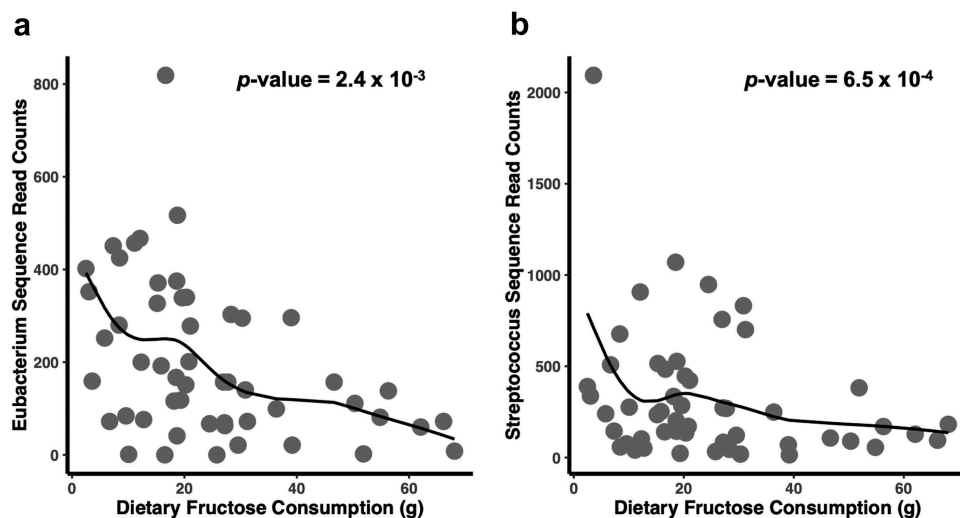 a
p-value = 2.4 x 10-3
Eubacterium Sequence Read Counts
800
600
400
200
0
0 20 40 60
Dietary Fructose Consumption (g)
b
p-value = 6.5 x 10-4
Streptococcus Sequence Read Counts
2000
1500
1000
500
0
0 20 40 60
Dietary Fructose Consumption (g)